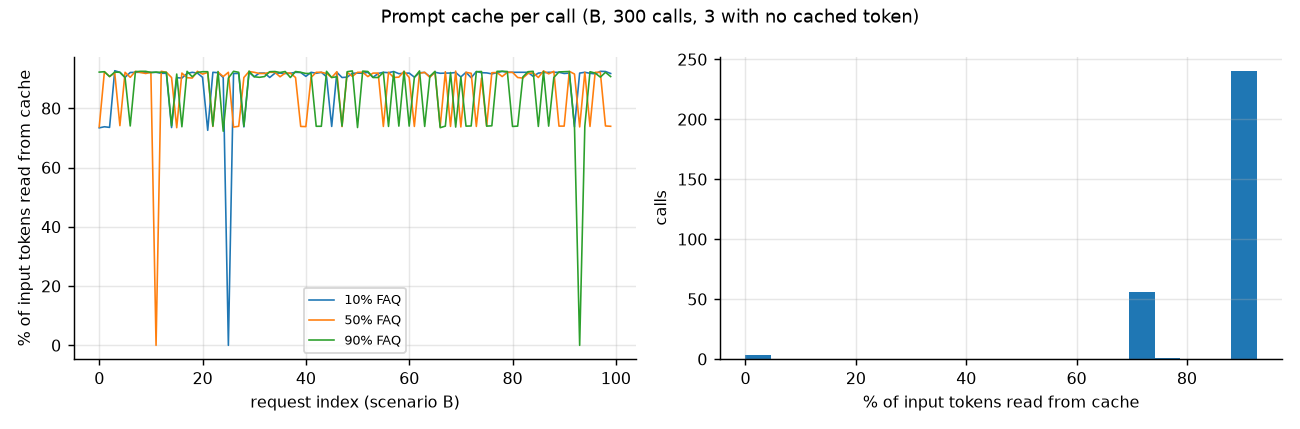 Prompt cache per call (B, 300 calls, 3 with no cached token)
% of input tokens read from cache
80
60
40
20
0
0 20 40 60 80 100
request index (scenario B)
10% FAQ
50% FAQ
90% FAQ
calls
250
200
150
100
50
0
0 20 40 60 80
% of input tokens read from cache